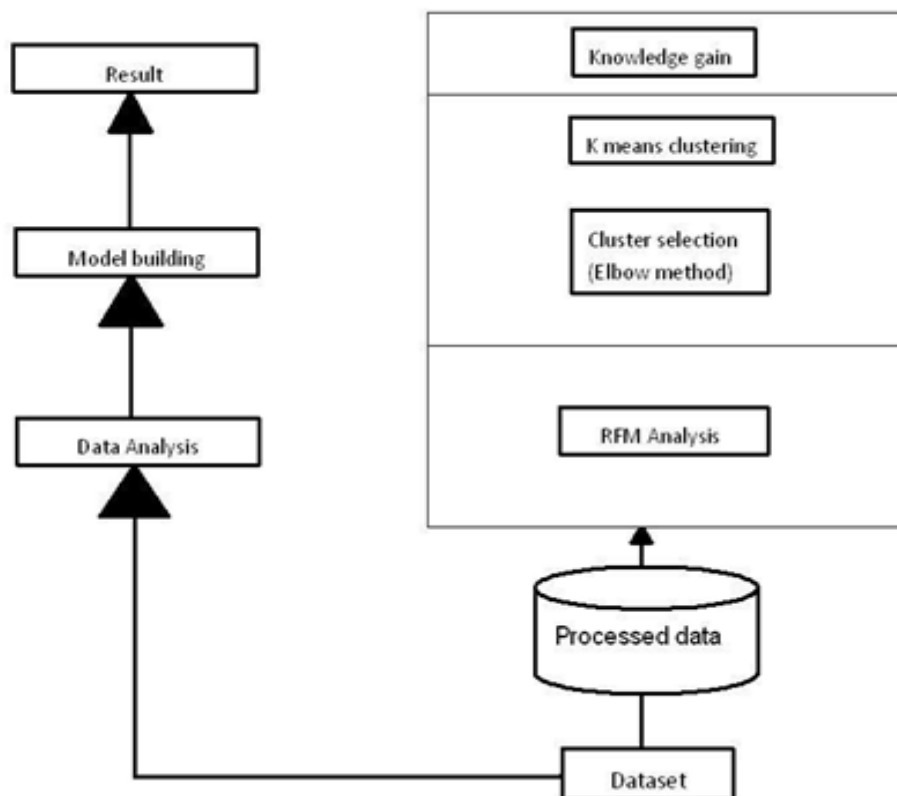 Result
Model building
Data Analysis
Knowledge gain
K means clustering
Cluster selection
(Elbow method)
RFM Analysis
Processed data
Dataset